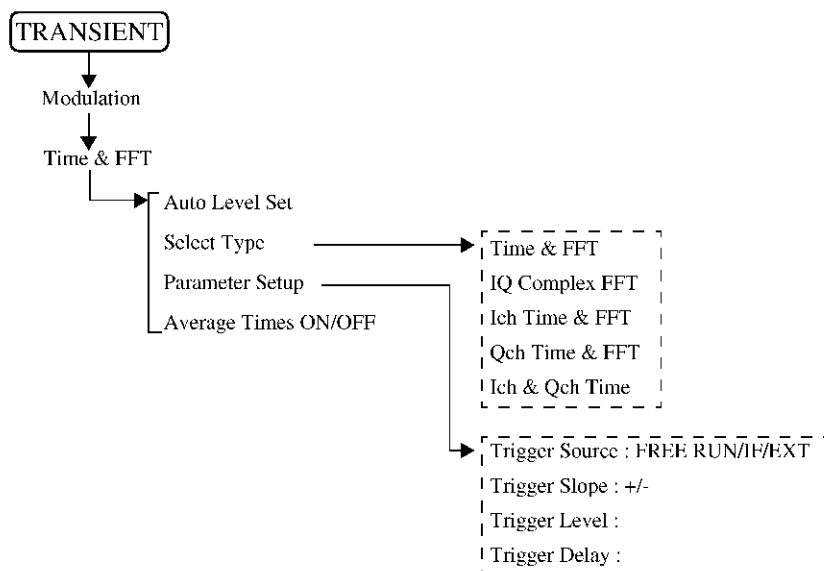 TRANSIENT
Modulation
Time & FFT
Auto Level Set
Select Type
Parameter Setup
Average Times ON/OFF
Time & FFT
IQ Complex FFT
Ich Time & FFT
Qch Time & FFT
Ich & Qch Time
Trigger Source : FREE RUN/IF/EXT
Trigger Slope : +/-
Trigger Level :
Trigger Delay :